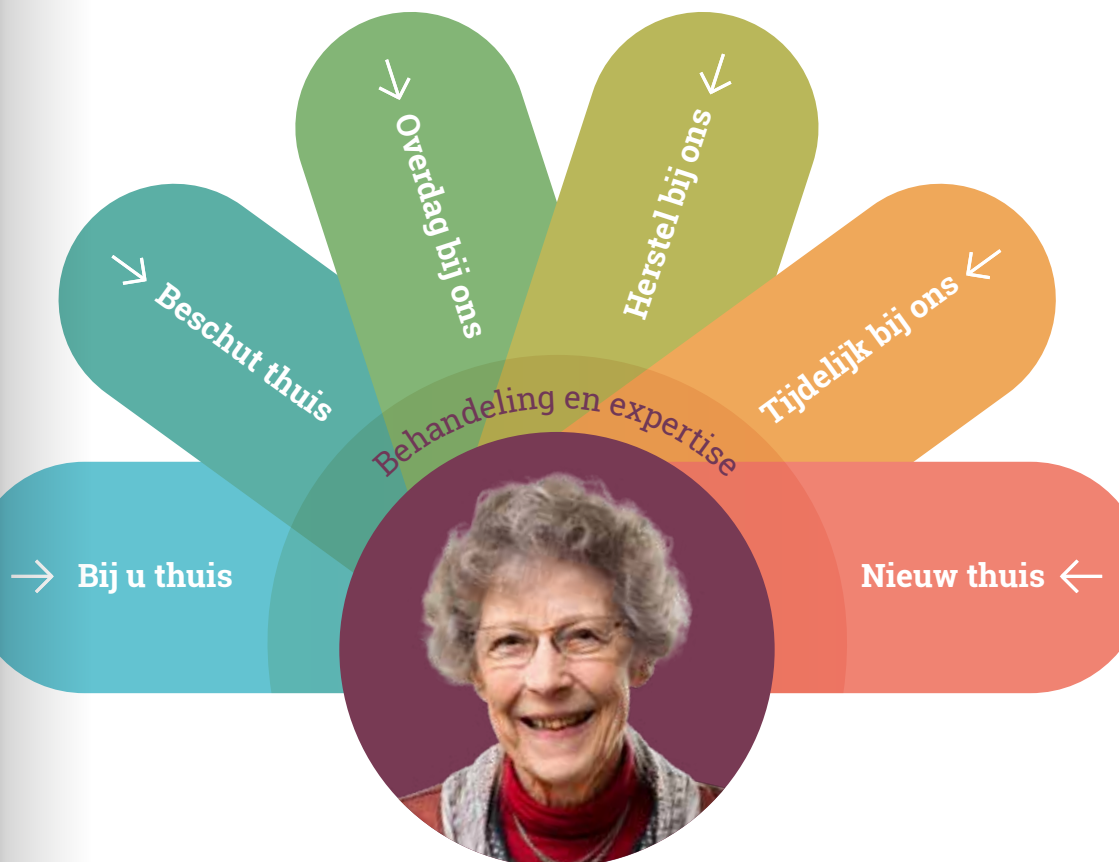 Bij u thuis
Beschut thuis
Overdag bij ons
Herstel bij ons
Tijdelijk bij ons
Nieuw thuis
Behandeling en expertise